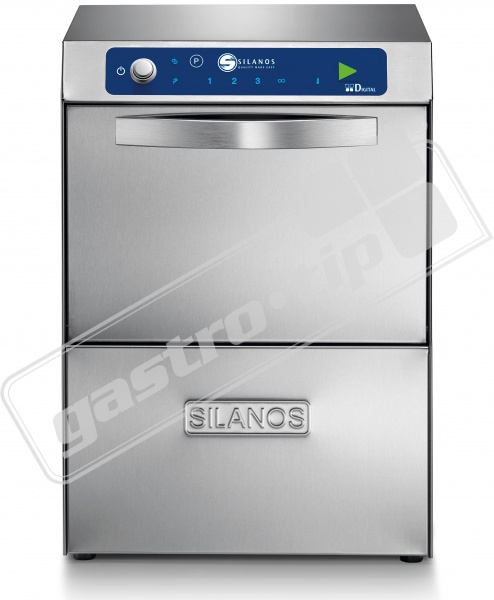 P
SILANOS
QUALITY MADE EASY
1 2 3 ∞
Digital
gastro-tip
SILANOS